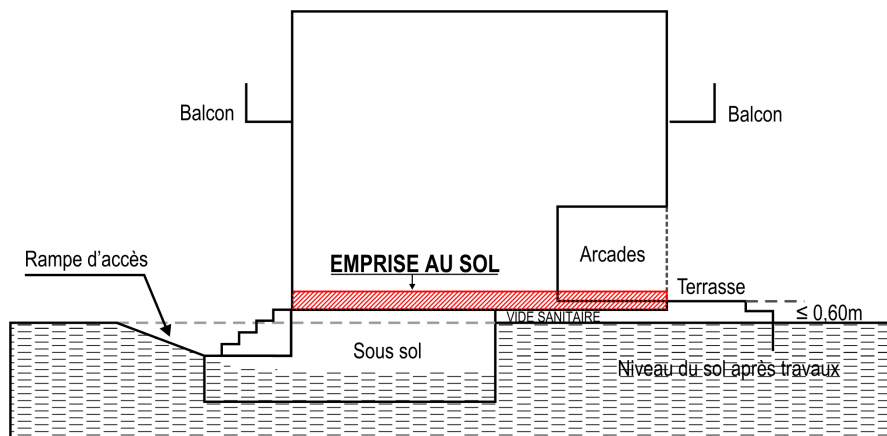 Balcon
Balcon
Rampe d’accès
EMPRISE AU SOL
Arcades
Terrasse
≤ 0,60m
VIDE SANITAIRE
Sous sol
Niveau du sol après travaux